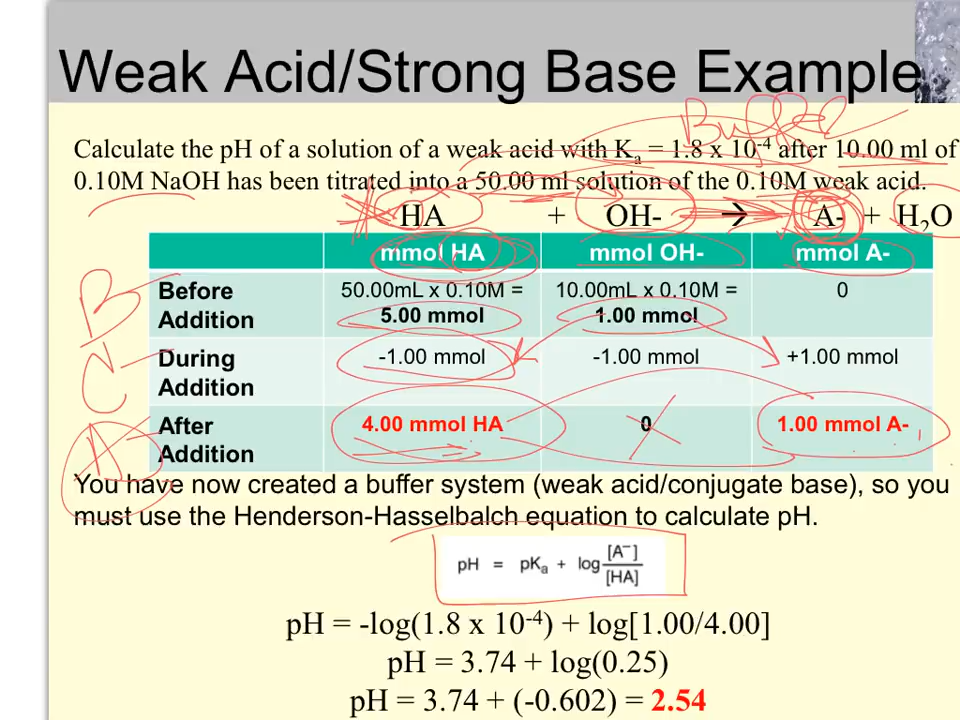 Weak Acid/Strong Base Example
Buffer
Calculate the pH of a solution of a weak acid with Ka = 1.8 x 10-4 after 10.00 ml of
0.10M NaOH has been titrated into a 50.00 ml solution of the 0.10M weak acid.
HA + OH- → A- + H2O
mmol HA mmol OH- mmol A-
B
Before Addition 50.00mL x 0.10M = 5.00 mmol 10.00mL x 0.10M = 1.00 mmol 0
C
During Addition -1.00 mmol -1.00 mmol +1.00 mmol
A
After Addition 4.00 mmol HA 0 1.00 mmol A-
You have now created a buffer system (weak acid/conjugate base), so you
must use the Henderson-Hasselbalch equation to calculate pH.
pH = pKa + log [A−]/[HA]
pH = -log(1.8 x 10-4) + log[1.00/4.00]
pH = 3.74 + log(0.25)
pH = 3.74 + (-0.602) = 2.54